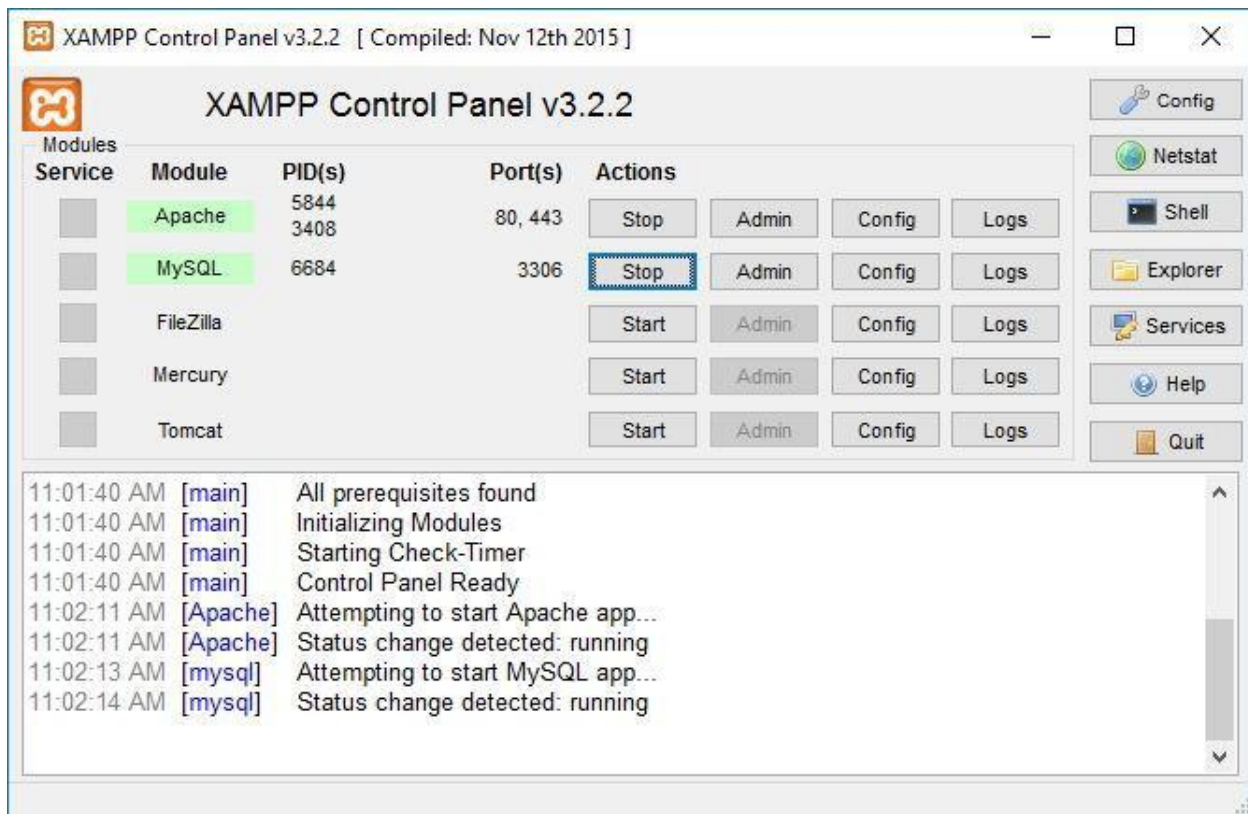 XAMPP Control Panel v3.2.2 [ Compiled: Nov 12th 2015 ]
XAMPP Control Panel v3.2.2
Config
Modules
Netstat
Service Module PID(s) Port(s) Actions
Apache 5844 3408 80, 443 Stop Admin Config Logs
Shell
MySQL 6684 3306 Stop Admin Config Logs
Explorer
FileZilla Start Admin Config Logs
Services
Mercury Start Admin Config Logs
Help
Tomcat Start Admin Config Logs
Quit
11:01:40 AM [main] All prerequisites found
11:01:40 AM [main] Initializing Modules
11:01:40 AM [main] Starting Check-Timer
11:01:40 AM [main] Control Panel Ready
11:02:11 AM [Apache] Attempting to start Apache app...
11:02:11 AM [Apache] Status change detected: running
11:02:13 AM [mysql] Attempting to start MySQL app...
11:02:14 AM [mysql] Status change detected: running